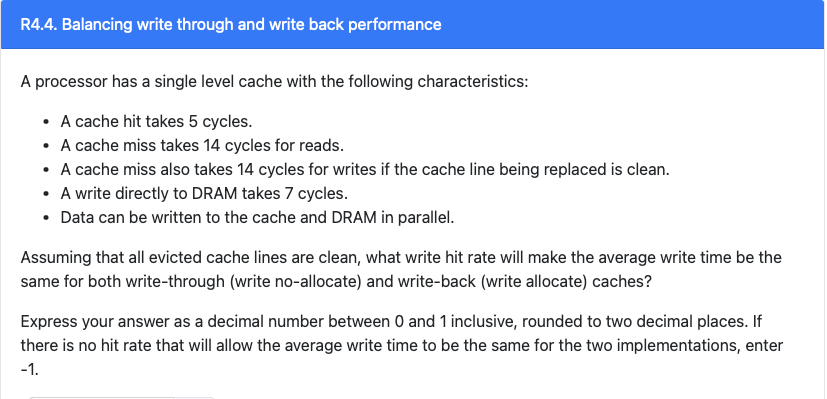 R4.4. Balancing write through and write back performance
A processor has a single level cache with the following characteristics:
• A cache hit takes 5 cycles.
• A cache miss takes 14 cycles for reads.
• A cache miss also takes 14 cycles for writes if the cache line being replaced is clean.
• A write directly to DRAM takes 7 cycles.
• Data can be written to the cache and DRAM in parallel.
Assuming that all evicted cache lines are clean, what write hit rate will make the average write time be the
same for both write-through (write no-allocate) and write-back (write allocate) caches?
Express your answer as a decimal number between 0 and 1 inclusive, rounded to two decimal places. If
there is no hit rate that will allow the average write time to be the same for the two implementations, enter
-1.